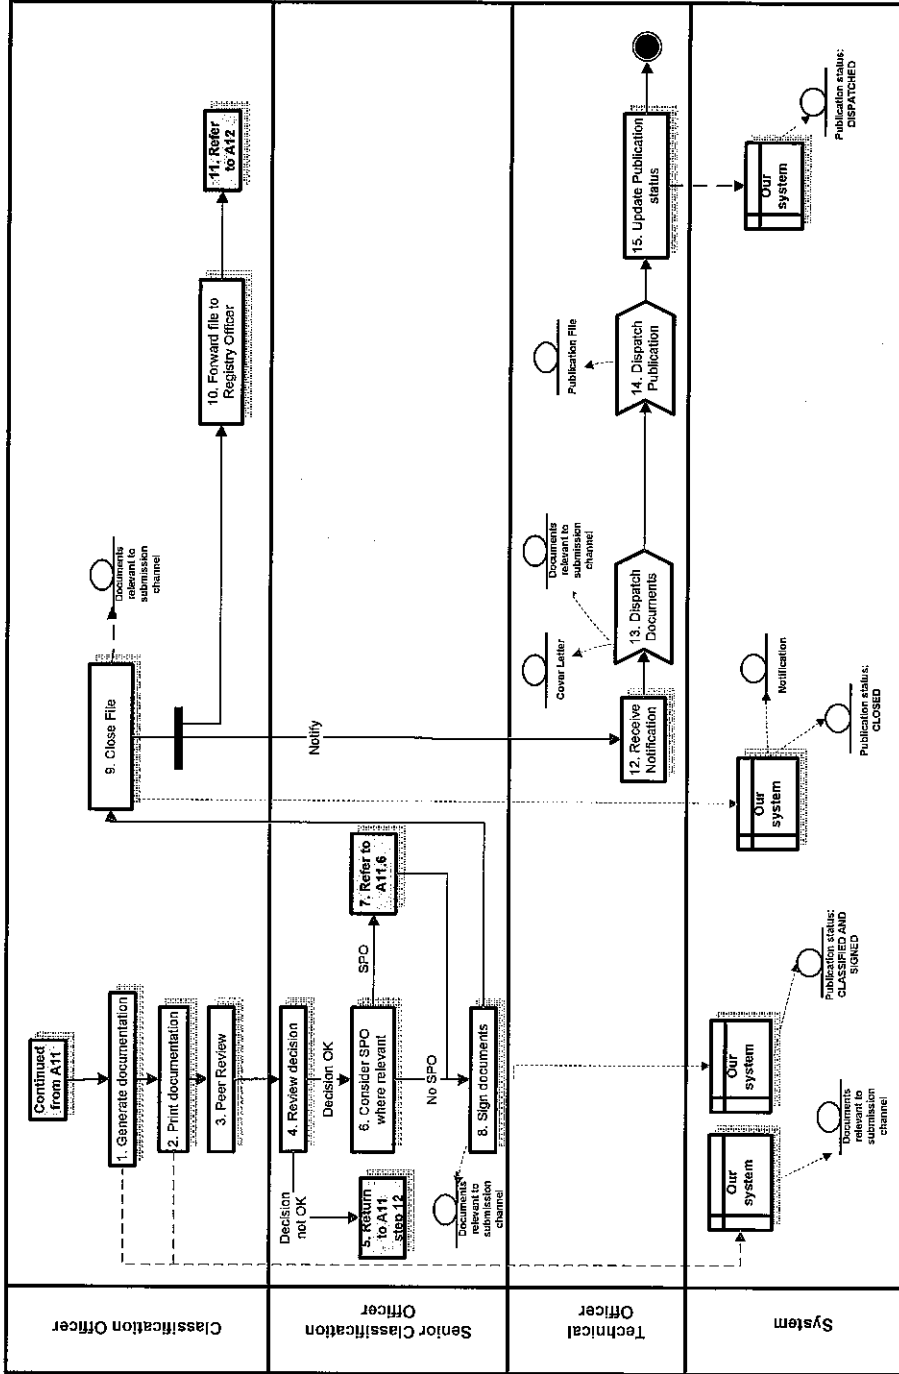 Classification Officer
Continued
from A11
1. Generate documentation
2. Print documentation
3. Peer Review
9. Close File
Documents
relevant to
submission
channel
10. Forward file to
Registry Officer
11. Refer
to A12
Senior Classification
Officer
4. Review decision
Decision
not OK
5. Return
to A11
step 12
Decision OK
6. Consider SPO
where relevant
SPO
7. Refer to
A11.6
No SPO
8. Sign documents
Documents
relevant to
submission
channel
Notify
Technical
Officer
12. Receive
Notification
Cover Letter
13. Dispatch
Documents
Documents
relevant to
submission
channel
14. Dispatch
Publication
Publication File
15. Update Publication
status
System
Our
system
Documents
relevant to
submission
channel
Our
system
Publication status:
CLASSIFIED AND
SIGNED
Our
system
Notification
Publication status:
CLOSED
Our
system
Publication status:
DISPATCHED